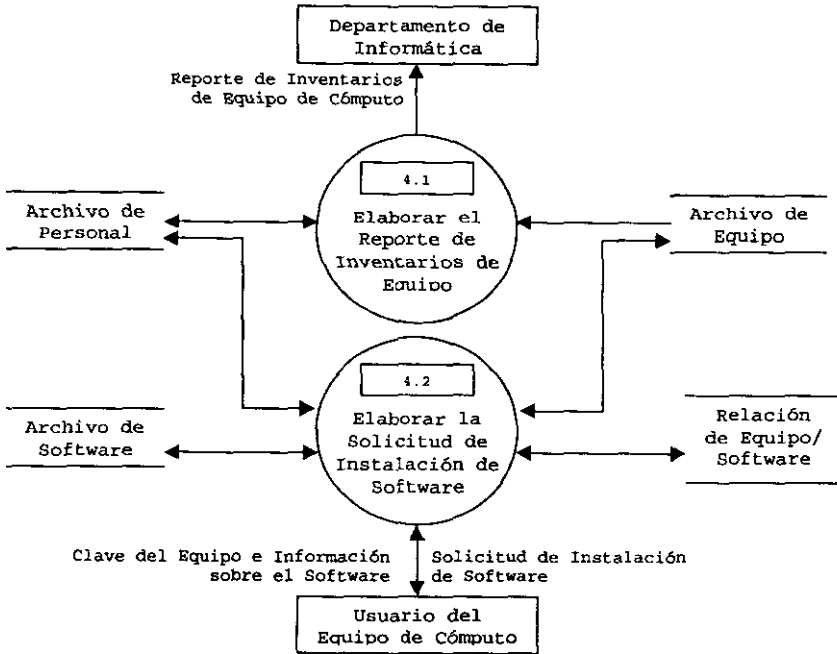 Departamento de
Informática
Reporte de Inventarios
de Equipo de Cómputo
4.1
Elaborar el
Reporte de
Inventarios de
Equipo
Archivo de
Personal
Archivo de
Equipo
4.2
Elaborar la
Solicitud de
Instalación de
Software
Archivo de
Software
Relación
de Equipo/
Software
Clave del Equipo e Información
sobre el Software
Solicitud de Instalación
de Software
Usuario del
Equipo de Cómputo